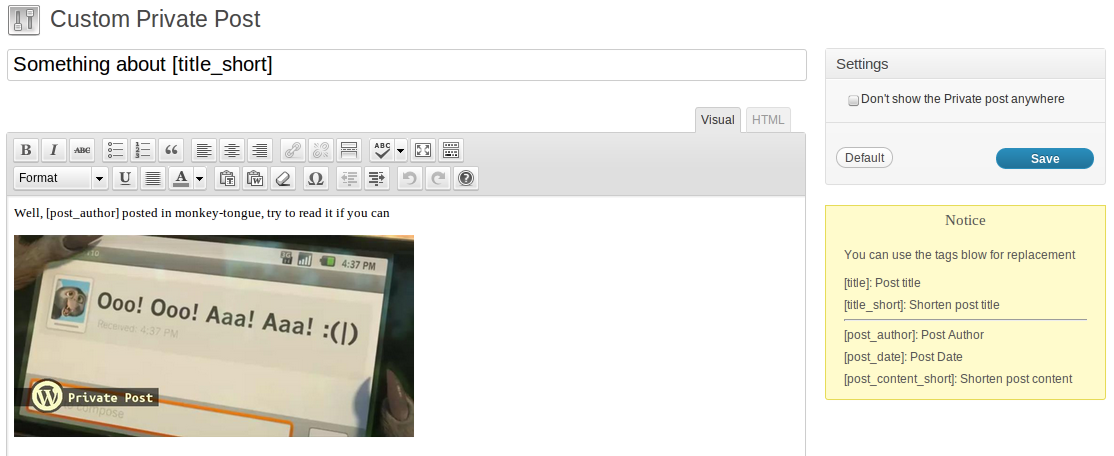 Custom Private Post
Something about [title_short]
Visual HTML
B I ABC ABC
Format U A
Well, [post_author] posted in monkey-tongue, try to read it if you can
4:37 PM
Ooo! Ooo! Aaa! Aaa! :(|)
Received: 4:37 PM
Private Post
compose
Settings
Don't show the Private post anywhere
Default Save
Notice
You can use the tags blow for replacement
[title]: Post title
[title_short]: Shorten post title
[post_author]: Post Author
[post_date]: Post Date
[post_content_short]: Shorten post content